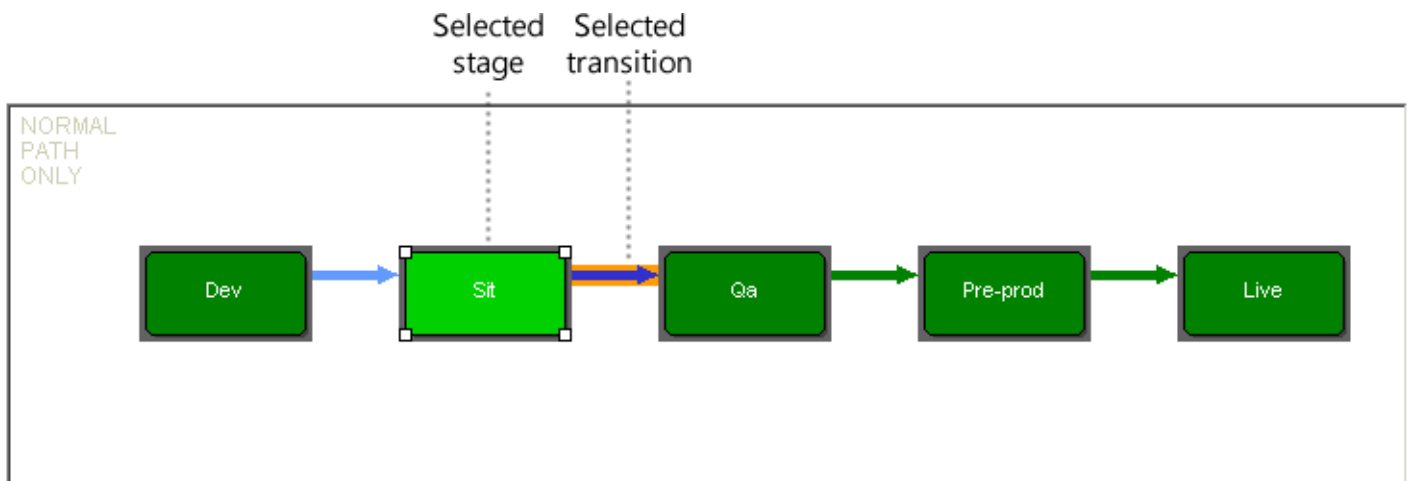 Selected Selected
stage transition
NORMAL
PATH
ONLY
Dev Sit Qa Pre-prod Live